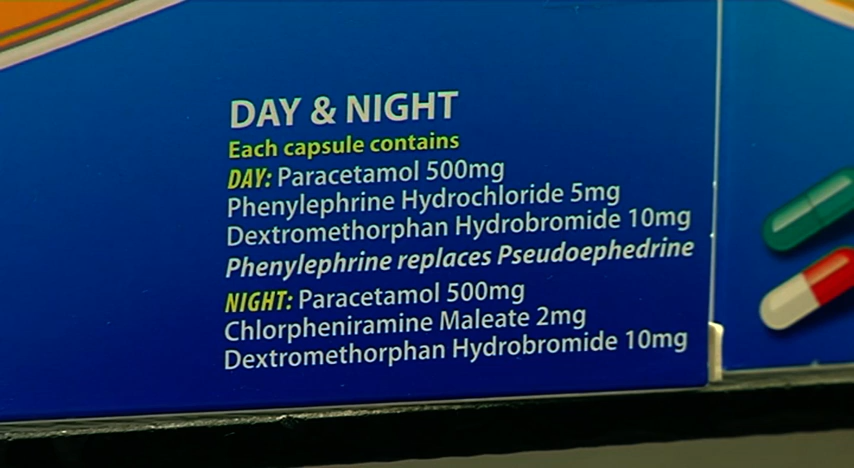 DAY & NIGHT
Each capsule contains
DAY: Paracetamol 500mg
Phenylephrine Hydrochloride 5mg
Dextromethorphan Hydrobromide 10mg
Phenylephrine replaces Pseudoephedrine
NIGHT: Paracetamol 500mg
Chlorpheniramine Maleate 2mg
Dextromethorphan Hydrobromide 10mg